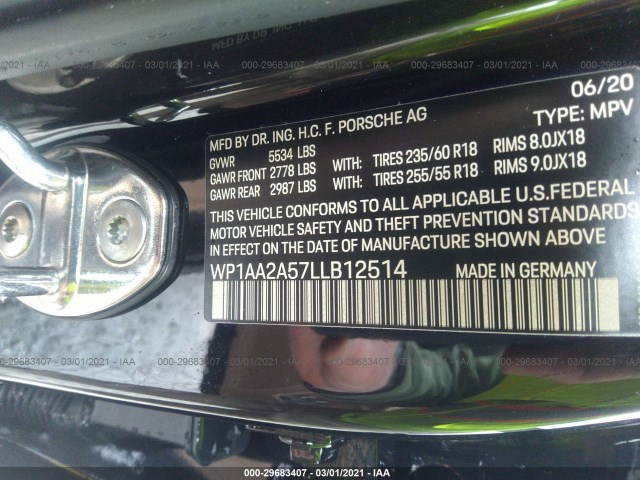 000-29683407 - 03/01/2021 - IAA
000-29683407 - 03/01/2021 - IAA
06/20
MFD BY DR. ING. H.C. F. PORSCHE AG TYPE: MPV
GVWR 5534 LBS
GAWR FRONT 2778 LBS WITH: TIRES 235/60 R18 RIMS 8.0JX18
GAWR REAR 2987 LBS WITH: TIRES 255/55 R18 RIMS 9.0JX18
THIS VEHICLE CONFORMS TO ALL APPLICABLE U.S.FEDERAL
MOTOR VEHICLE SAFETY AND THEFT PREVENTION STANDARDS
IN EFFECT ON THE DATE OF MANUFACTURE SHOWN ABOVE
WP1AA2A57LLB12514 MADE IN GERMANY
000-29683407 - 03/01/2021 - IAA
000-29683407 - 03/01/2021 - IAA
000-29683407 - 03/01/2021 - IAA